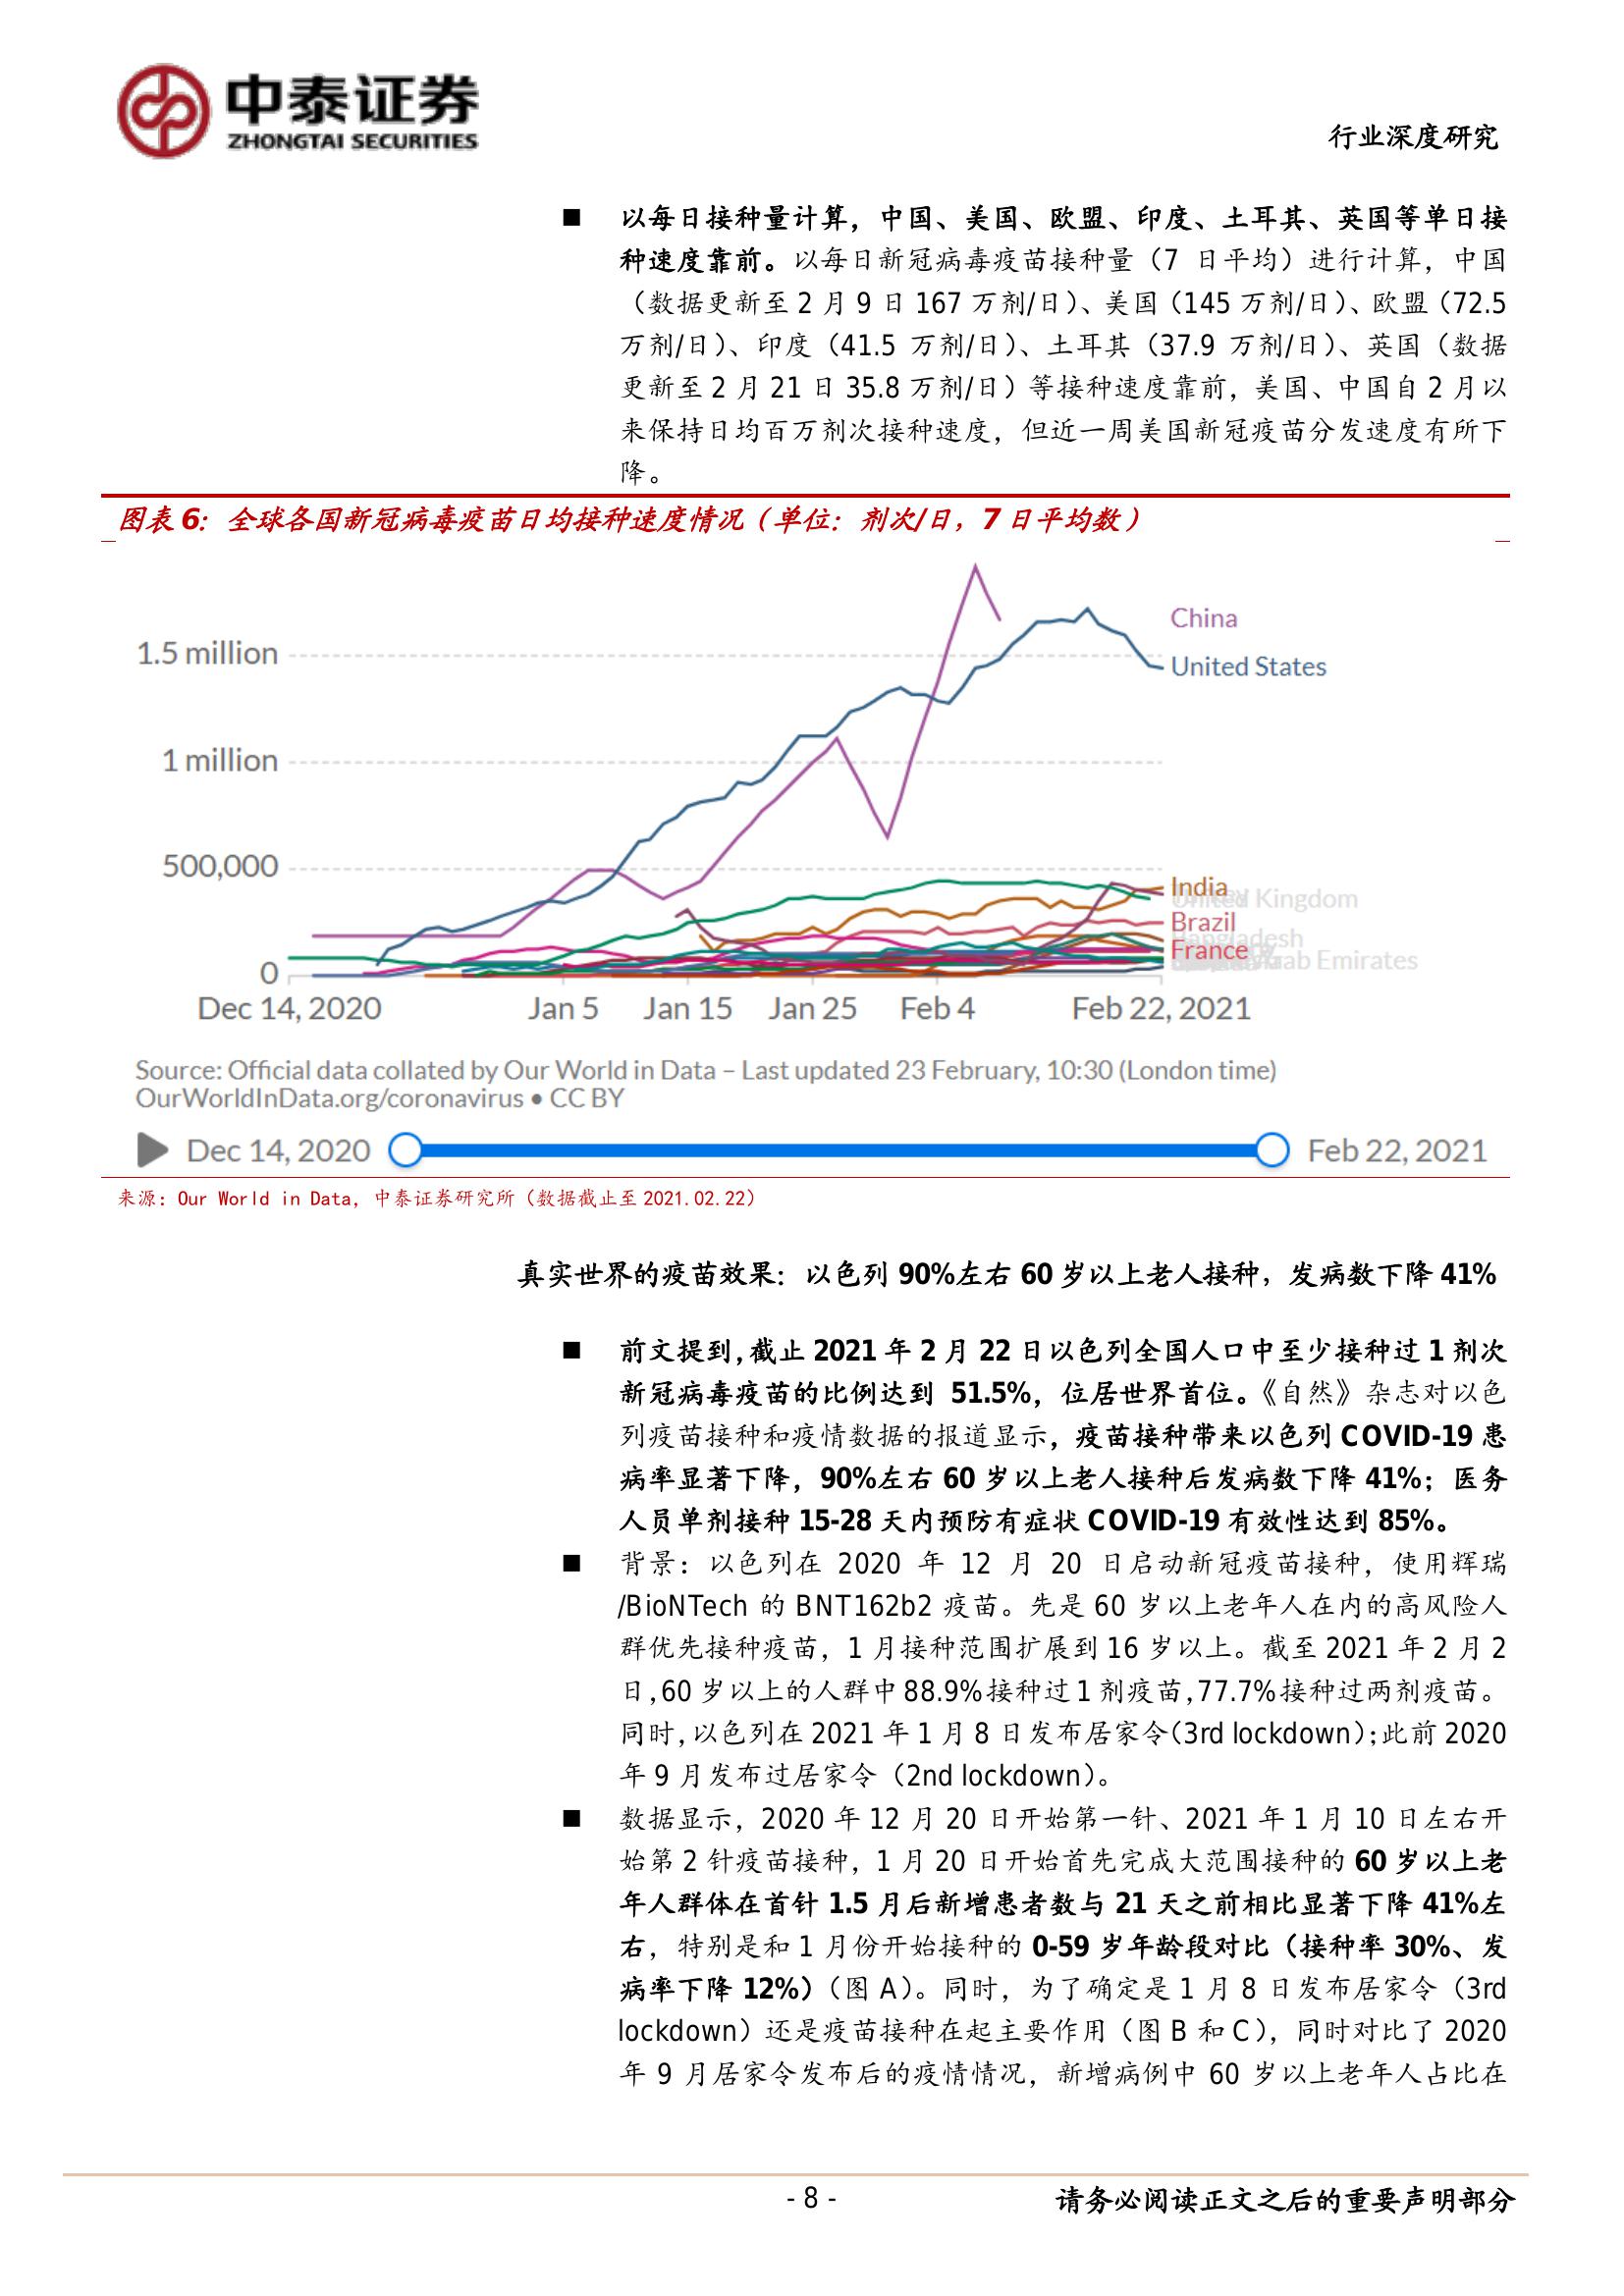 中泰证券
ZHONGTAI SECURITIES
行业深度研究
■ 以每日接种量计算，中国、美国、欧盟、印度、土耳其、英国等单日接
种速度靠前。以每日新冠病毒疫苗接种量（7 日平均）进行计算，中国
（数据更新至 2 月 9 日 167 万剂/日）、美国（145 万剂/日）、欧盟（72.5
万剂/日）、印度（41.5 万剂/日）、土耳其（37.9 万剂/日）、英国（数据
更新至 2 月 21 日 35.8 万剂/日）等接种速度靠前，美国、中国自 2 月以
来保持日均百万剂次接种速度，但近一周美国新冠疫苗分发速度有所下
降。
图表 6：全球各国新冠病毒疫苗日均接种速度情况（单位：剂次/日，7 日平均数）
China
1.5 million
United States
1 million
500,000
India
United Kingdom
Brazil
Bangladesh
France
Arab Emirates
0
Dec 14, 2020
Jan 5
Jan 15
Jan 25
Feb 4
Feb 22, 2021
Source: Official data collated by Our World in Data – Last updated 23 February, 10:30 (London time)
OurWorldInData.org/coronavirus • CC BY
Dec 14, 2020
Feb 22, 2021
来源：Our World in Data，中泰证券研究所（数据截止至 2021.02.22）
真实世界的疫苗效果：以色列 90%左右 60 岁以上老人接种，发病数下降 41%
■ 前文提到，截止 2021 年 2 月 22 日以色列全国人口中至少接种过 1 剂次
新冠病毒疫苗的比例达到 51.5%，位居世界首位。《自然》杂志对以色
列疫苗接种和疫情数据的报道显示，疫苗接种带来以色列 COVID-19 患
病率显著下降，90%左右 60 岁以上老人接种后发病数下降 41%；医务
人员单剂接种 15-28 天内预防有症状 COVID-19 有效性达到 85%。
■ 背景：以色列在 2020 年 12 月 20 日启动新冠疫苗接种，使用辉瑞
/BioNTech 的 BNT162b2 疫苗。先是 60 岁以上老年人在内的高风险人
群优先接种疫苗，1 月接种范围扩展到 16 岁以上。截至 2021 年 2 月 2
日，60 岁以上的人群中 88.9%接种过 1 剂疫苗，77.7%接种过两剂疫苗。
同时，以色列在 2021 年 1 月 8 日发布居家令（3rd lockdown）；此前 2020
年 9 月发布过居家令（2nd lockdown）。
■ 数据显示，2020 年 12 月 20 日开始第一针、2021 年 1 月 10 日左右开
始第 2 针疫苗接种，1 月 20 日开始首先完成大范围接种的 60 岁以上老
年人群体在首针 1.5 月后新增患者数与 21 天之前相比显著下降 41%左
右，特别是和 1 月份开始接种的 0-59 岁年龄段对比（接种率 30%、发
病率下降 12%）（图 A）。同时，为了确定是 1 月 8 日发布居家令（3rd
lockdown）还是疫苗接种在起主要作用（图 B 和 C），同时对比了 2020
年 9 月居家令发布后的疫情情况，新增病例中 60 岁以上老年人占比在
- 8 -
请务必阅读正文之后的重要声明部分